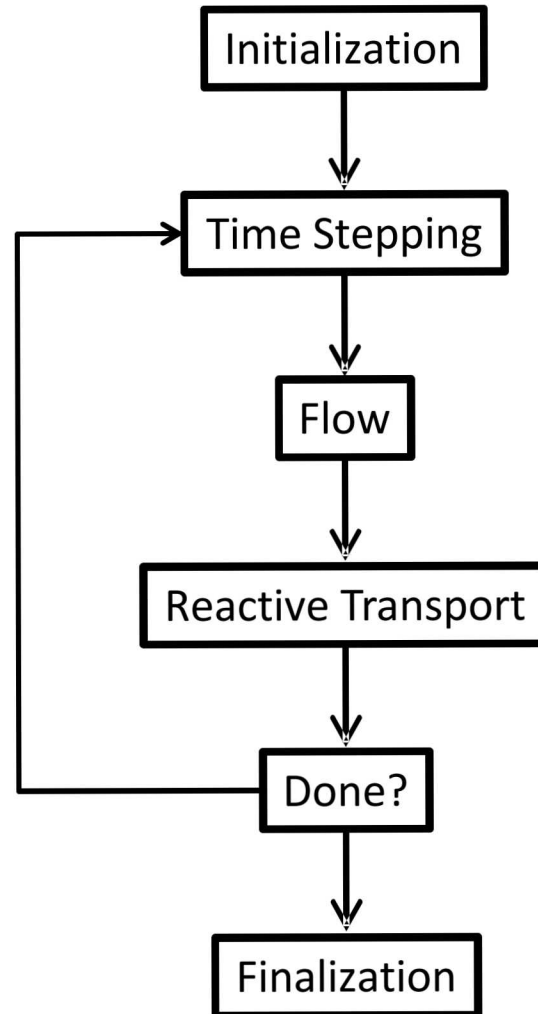 Initialization
Time Stepping
Flow
Reactive Transport
Done?
Finalization